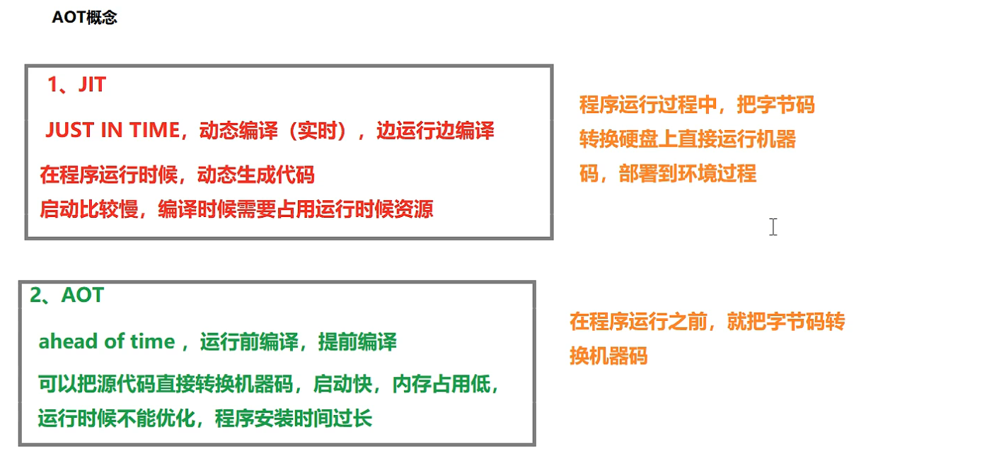 AOT概念
1、JIT
JUST IN TIME，动态编译（实时），边运行边编译
在程序运行时候，动态生成代码
启动比较慢，编译时候需要占用运行时候资源
程序运行过程中，把字节码
转换硬盘上直接运行机器
码，部署到环境过程
2、AOT
ahead of time ，运行前编译，提前编译
可以把源代码直接转换机器码，启动快，内存占用低，
运行时候不能优化，程序安装时间过长
在程序运行之前，就把字节码转
换机器码